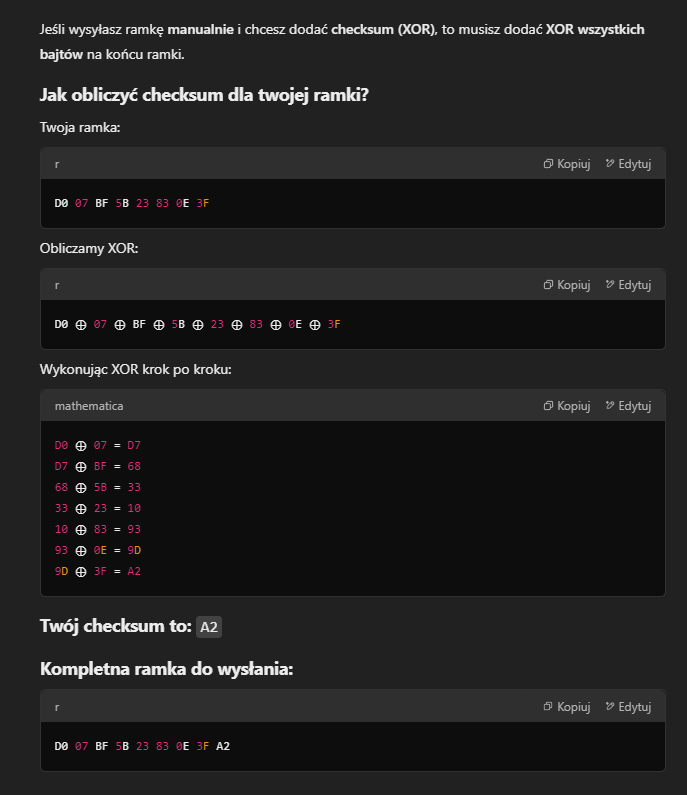 Jeśli wysyłasz ramkę manualnie i chcesz dodać checksum (XOR), to musisz dodać XOR wszystkich
bajtów na końcu ramki.
Jak obliczyć checksum dla twojej ramki?
Twoja ramka:
r Kopiuj Edytuj
D0 07 BF 5B 23 83 0E 3F
Obliczamy XOR:
r Kopiuj Edytuj
D0 ⊕ 07 ⊕ BF ⊕ 5B ⊕ 23 ⊕ 83 ⊕ 0E ⊕ 3F
Wykonując XOR krok po kroku:
mathematica Kopiuj Edytuj
D0 ⊕ 07 = D7
D7 ⊕ BF = 68
68 ⊕ 5B = 33
33 ⊕ 23 = 10
10 ⊕ 83 = 93
93 ⊕ 0E = 9D
9D ⊕ 3F = A2
Twój checksum to: A2
Kompletna ramka do wysłania:
r Kopiuj Edytuj
D0 07 BF 5B 23 83 0E 3F A2